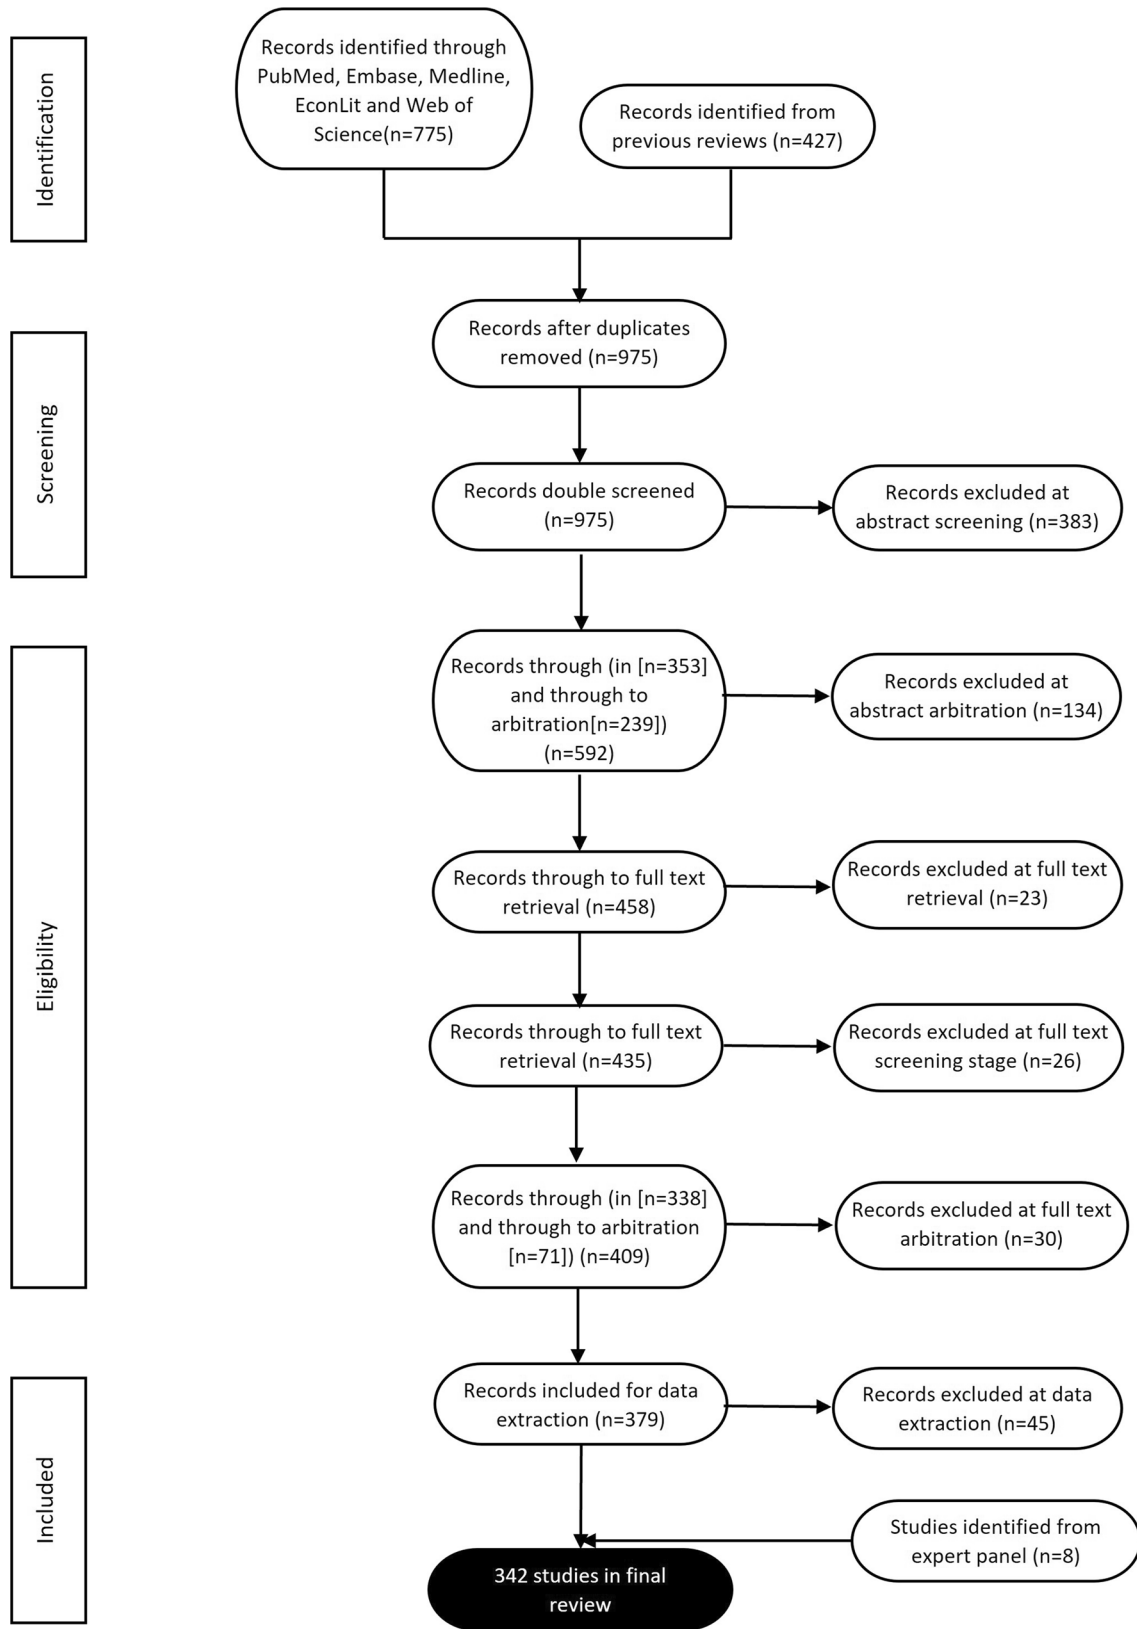 Identification
Records identified through
PubMed, Embase, Medline,
EconLit and Web of
Science(n=775)
Records identified from
previous reviews (n=427)
Screening
Records after duplicates
removed (n=975)
Records double screened
(n=975)
Records excluded at
abstract screening (n=383)
Eligibility
Records through (in [n=353]
and through to
arbitration[n=239])
(n=592)
Records excluded at
abstract arbitration (n=134)
Records through to full text
retrieval (n=458)
Records excluded at full text
retrieval (n=23)
Records through to full text
retrieval (n=435)
Records excluded at full text
screening stage (n=26)
Records through (in [n=338]
and through to arbitration
[n=71]) (n=409)
Records excluded at full text
arbitration (n=30)
Included
Records included for data
extraction (n=379)
Records excluded at data
extraction (n=45)
Studies identified from
expert panel (n=8)
342 studies in final
review